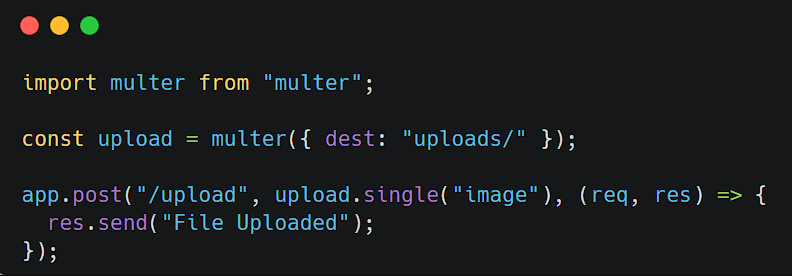 import multer from "multer";
const upload = multer({ dest: "uploads/" });
app.post("/upload", upload.single("image"), (req, res) => {
  res.send("File Uploaded");
});